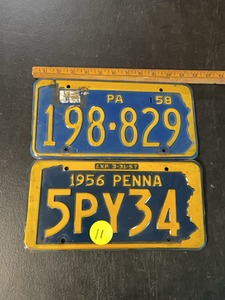 PA 58
198-829
EXP. 3-31-57
1956 PENNA
5PY34
11